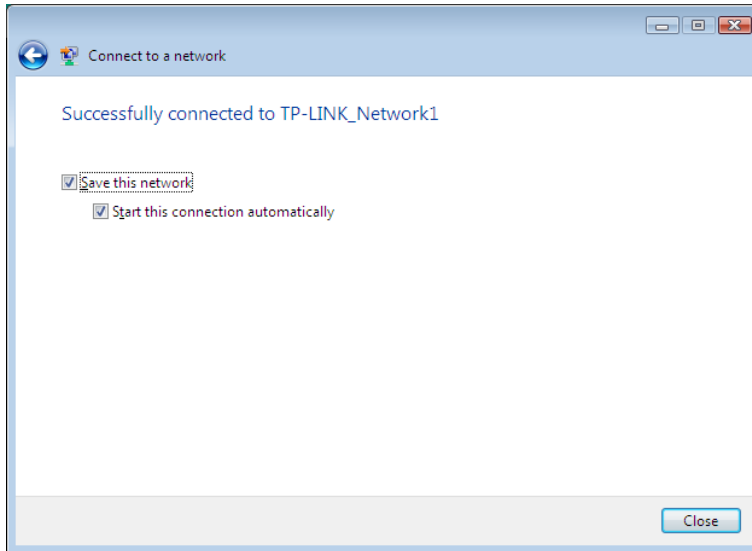 Connect to a network
Successfully connected to TP-LINK_Network1
Save this network
Start this connection automatically
Close